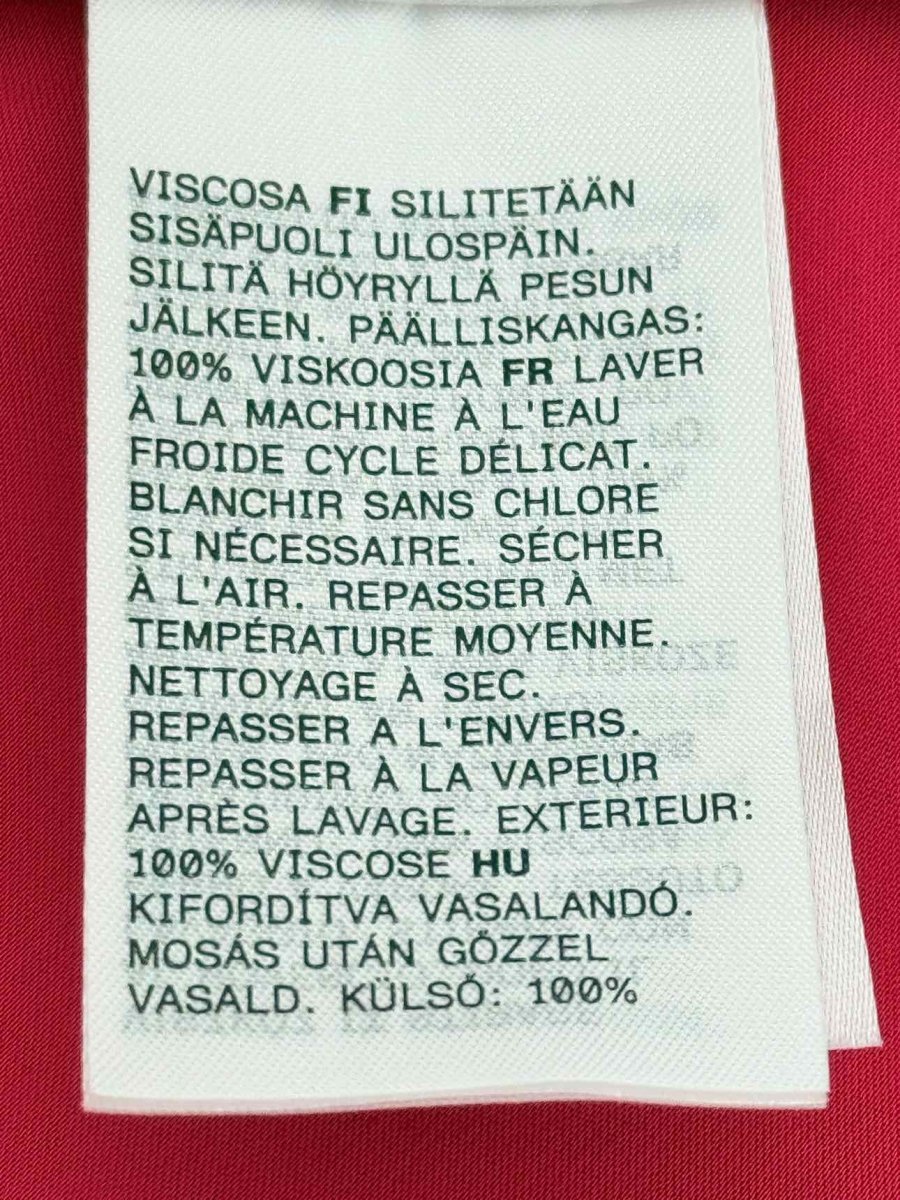 VISCOSA FI SILITETÄÄN
SISÄPUOLI ULOSPÄIN.
SILITÄ HÖYRYLLÄ PESUN
JÄLKEEN. PÄÄLLISKANGAS:
100% VISKOOSIA FR LAVER
À LA MACHINE À L'EAU
FROIDE CYCLE DÉLICAT.
BLANCHIR SANS CHLORE
SI NÉCESSAIRE. SÉCHER
À L'AIR. REPASSER À
TEMPÉRATURE MOYENNE.
NETTOYAGE À SEC.
REPASSER A L'ENVERS.
REPASSER À LA VAPEUR
APRÈS LAVAGE. EXTERIEUR:
100% VISCOSE HU
KIFORDÍTVA VASALANDÓ.
MOSÁS UTÁN GŐZZEL
VASALD. KÜLSŐ: 100%